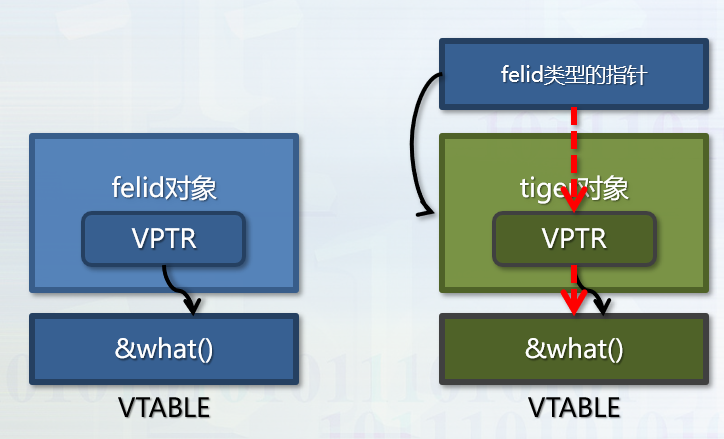 felid类型的指针
felid对象
VPTR
&what()
VTABLE
tiger对象
VPTR
&what()
VTABLE